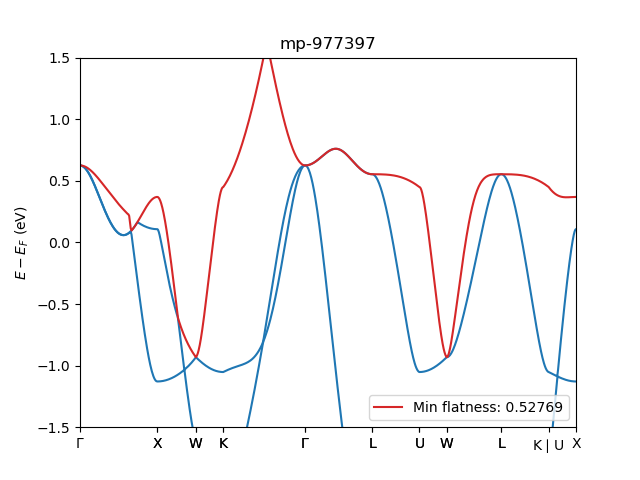 mp-977397
E − E_F (eV)
1.5
1.0
0.5
0.0
−0.5
−1.0
−1.5
Min flatness: 0.52769
Γ X W K Γ L U W L K | U X